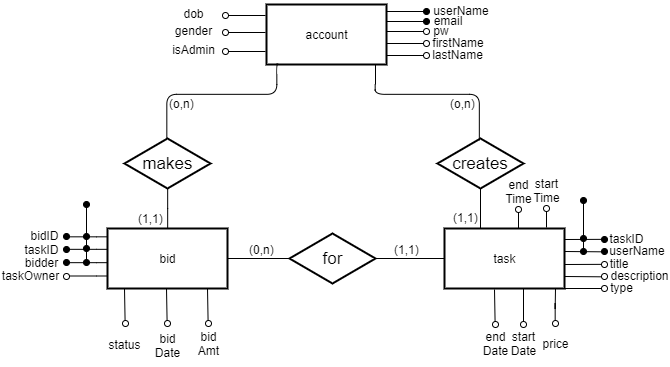 dob
gender
isAdmin
account
userName
email
pw
firstName
lastName
(o,n)
(o,n)
makes
creates
(1,1)
(1,1)
end
Time
start
Time
bidID
taskID
bidder
taskOwner
bid
(0,n)
for
(1,1)
task
taskID
userName
title
description
type
status
bid
Date
bid
Amt
end
Date
start
Date
price